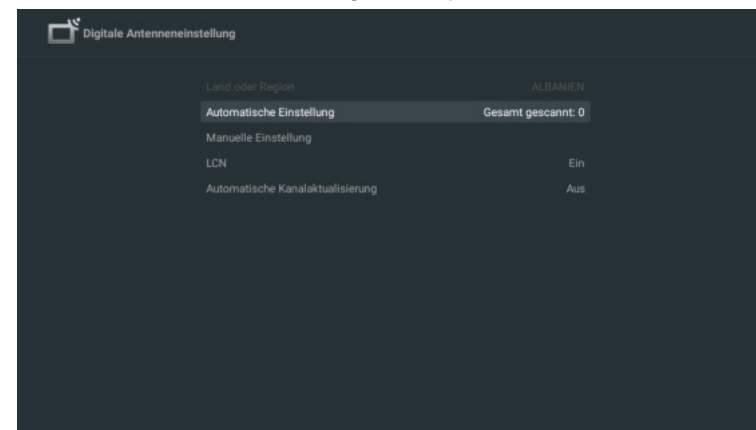 Digitale Antenneneinstellung
Land oder Region ALBANIEN
Automatische Einstellung Gesamt gescannt: 0
Manuelle Einstellung
LCN Ein
Automatische Kanalaktualisierung Aus